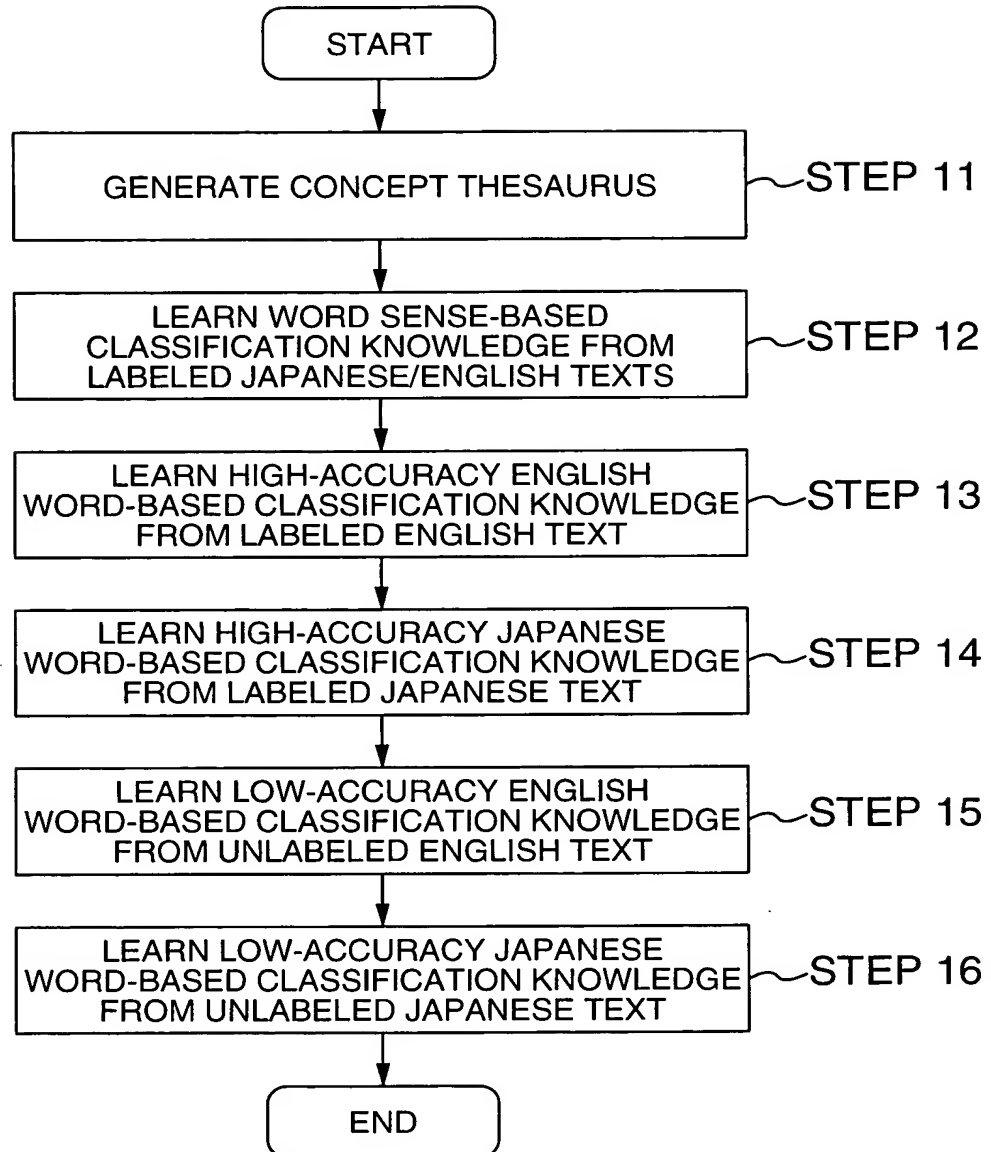 START
GENERATE CONCEPT THESAURUS
STEP 11
LEARN WORD SENSE-BASED
CLASSIFICATION KNOWLEDGE FROM
LABELED JAPANESE/ENGLISH TEXTS
STEP 12
LEARN HIGH-ACCURACY ENGLISH
WORD-BASED CLASSIFICATION KNOWLEDGE
FROM LABELED ENGLISH TEXT
STEP 13
LEARN HIGH-ACCURACY JAPANESE
WORD-BASED CLASSIFICATION KNOWLEDGE
FROM LABELED JAPANESE TEXT
STEP 14
LEARN LOW-ACCURACY ENGLISH
WORD-BASED CLASSIFICATION KNOWLEDGE
FROM UNLABELED ENGLISH TEXT
STEP 15
LEARN LOW-ACCURACY JAPANESE
WORD-BASED CLASSIFICATION KNOWLEDGE
FROM UNLABELED JAPANESE TEXT
STEP 16
END